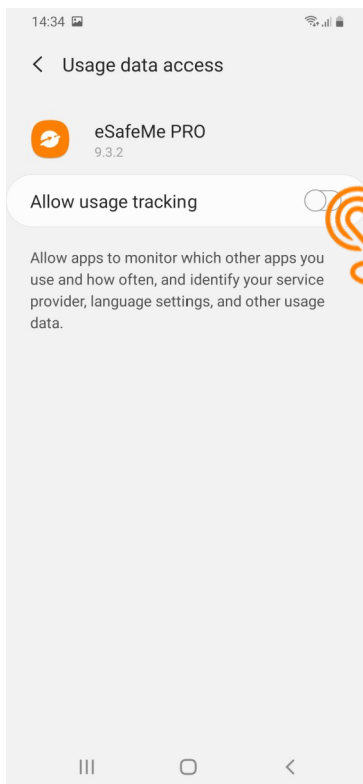 14:34
Usage data access
eSafeMe PRO
9.3.2
Allow usage tracking
Allow apps to monitor which other apps you
use and how often, and identify your service
provider, language settings, and other usage
data.